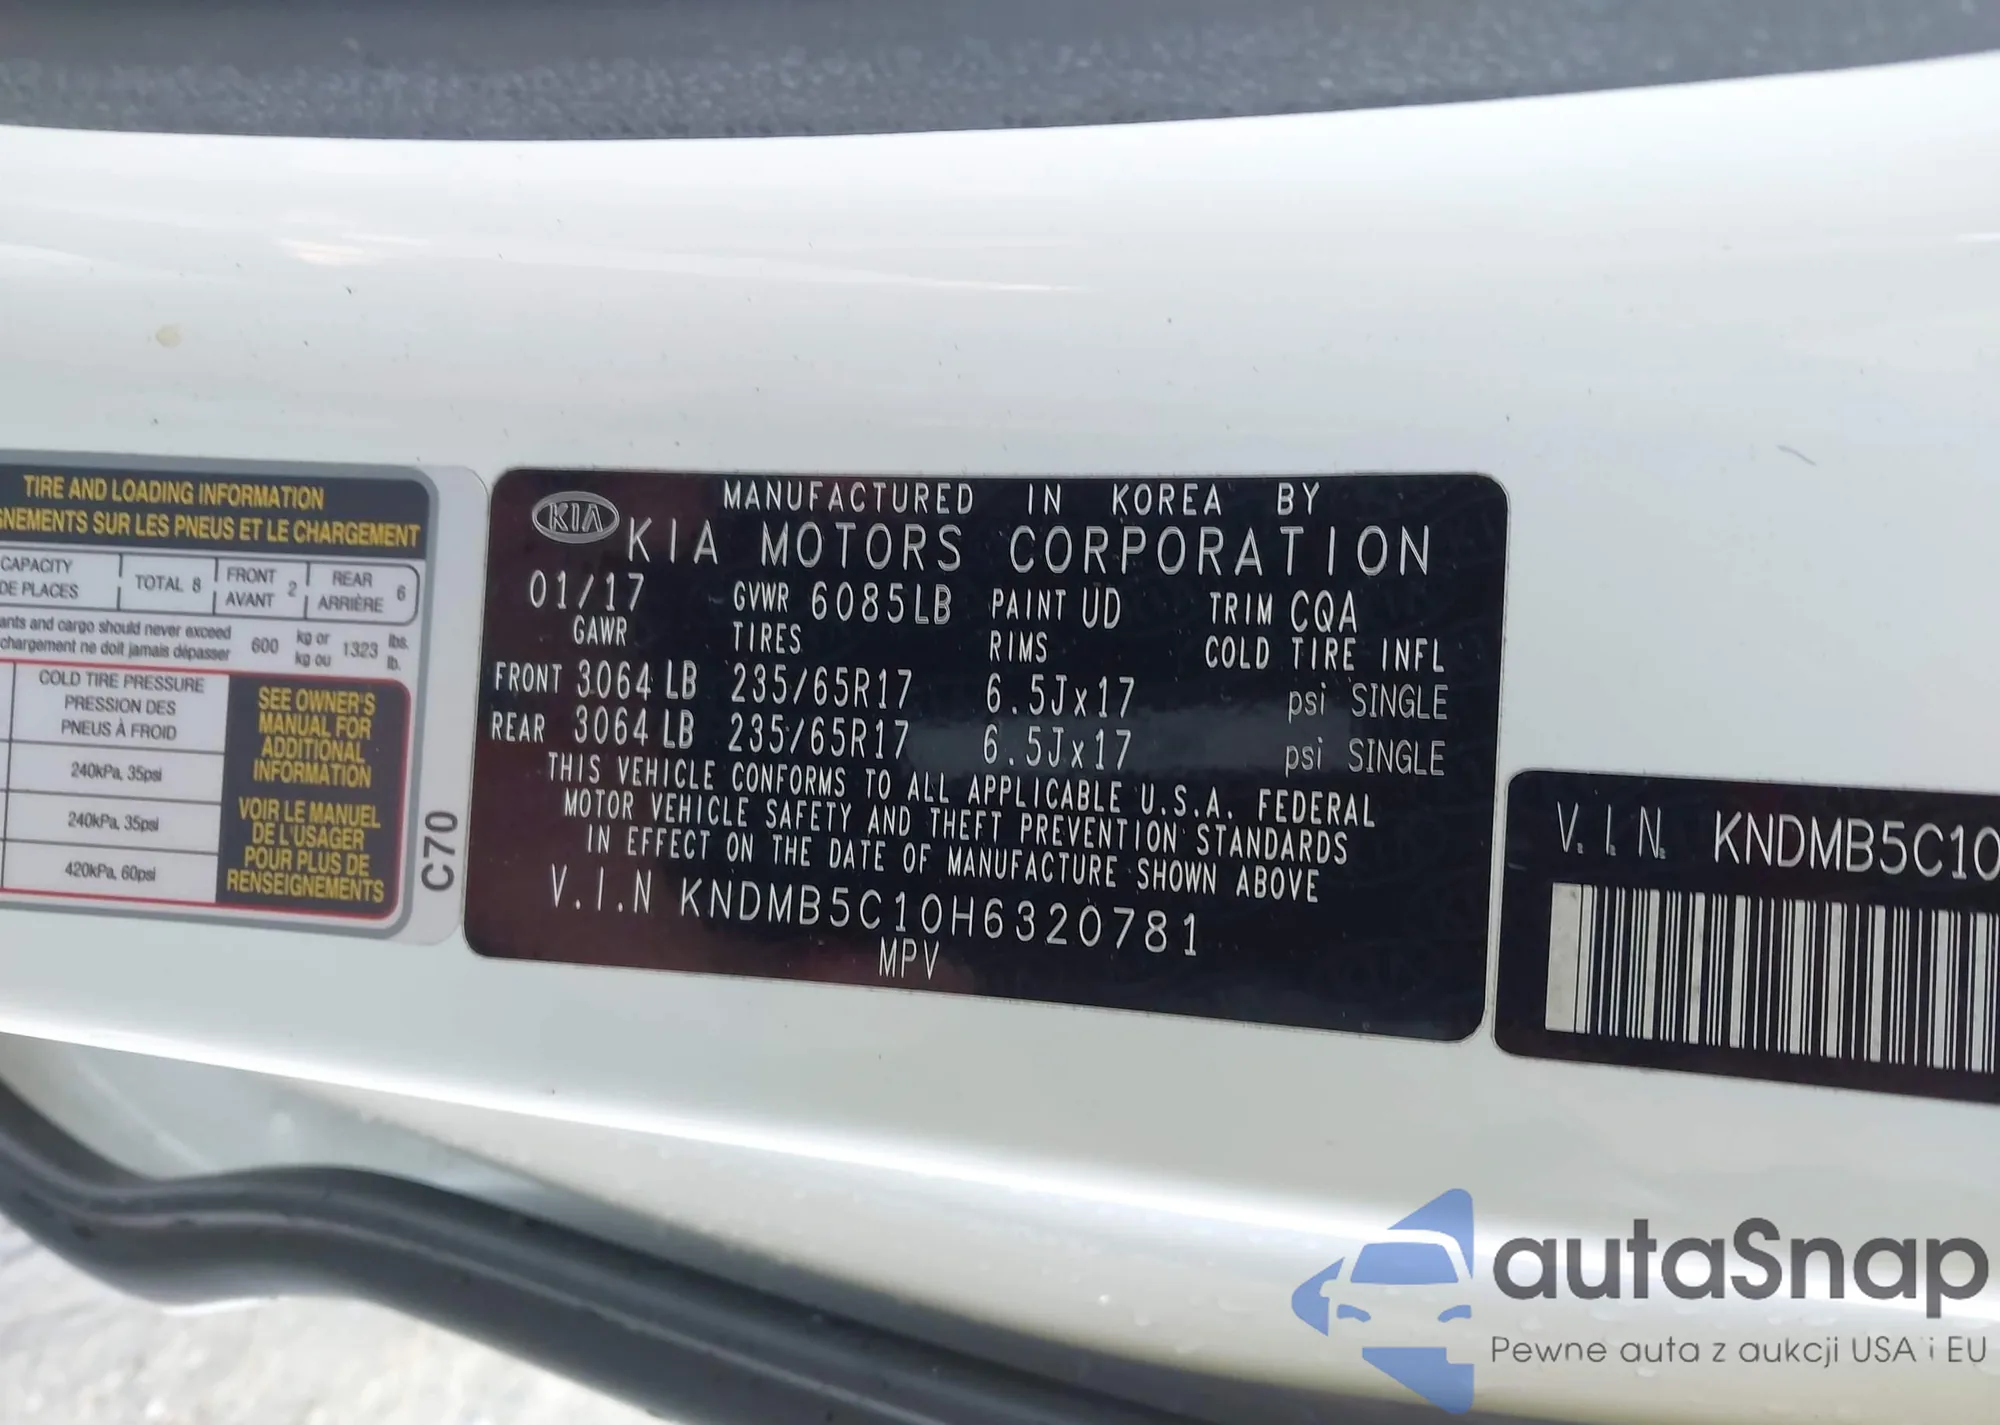 TIRE AND LOADING INFORMATION
SUR LES PNEUS ET LE CHARGEMENT
CAPACITY
DE PLACES
TOTAL 8
FRONT
AVANT
2
REAR
ARRIÈRE
6
and cargo should never exceed
chargement ne doit jamais dépasser
600
kg or
kg ou
1323
lbs.
lb.
COLD TIRE PRESSURE
PRESSION DES
PNEUS À FROID
240kPa, 35psi
240kPa, 35psi
420kPa, 60psi
SEE OWNER'S
MANUAL FOR
ADDITIONAL
INFORMATION
VOIR LE MANUEL
DE L'USAGER
POUR PLUS DE
RENSEIGNEMENTS
C70
KIA
MANUFACTURED IN KOREA BY
KIA MOTORS CORPORATION
01/17 GVWR 6085LB PAINT UD TRIM CQA
GAWR TIRES RIMS COLD TIRE INFL
FRONT 3064 LB 235/65R17 6.5Jx17 psi SINGLE
REAR 3064 LB 235/65R17 6.5Jx17 psi SINGLE
THIS VEHICLE CONFORMS TO ALL APPLICABLE U.S.A. FEDERAL
MOTOR VEHICLE SAFETY AND THEFT PREVENTION STANDARDS
IN EFFECT ON THE DATE OF MANUFACTURE SHOWN ABOVE
V.I.N KNDMB5C10H6320781
MPV
V.I.N. KNDMB5C10
autaSnap
Pewne auta z aukcji USA i EU